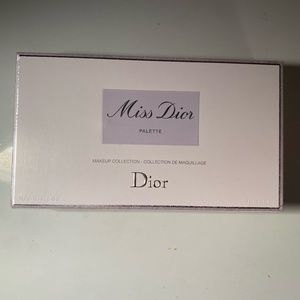 Miss Dior
PALETTE
MAKEUP COLLECTION - COLLECTION DE MAQUILLAGE
Dior